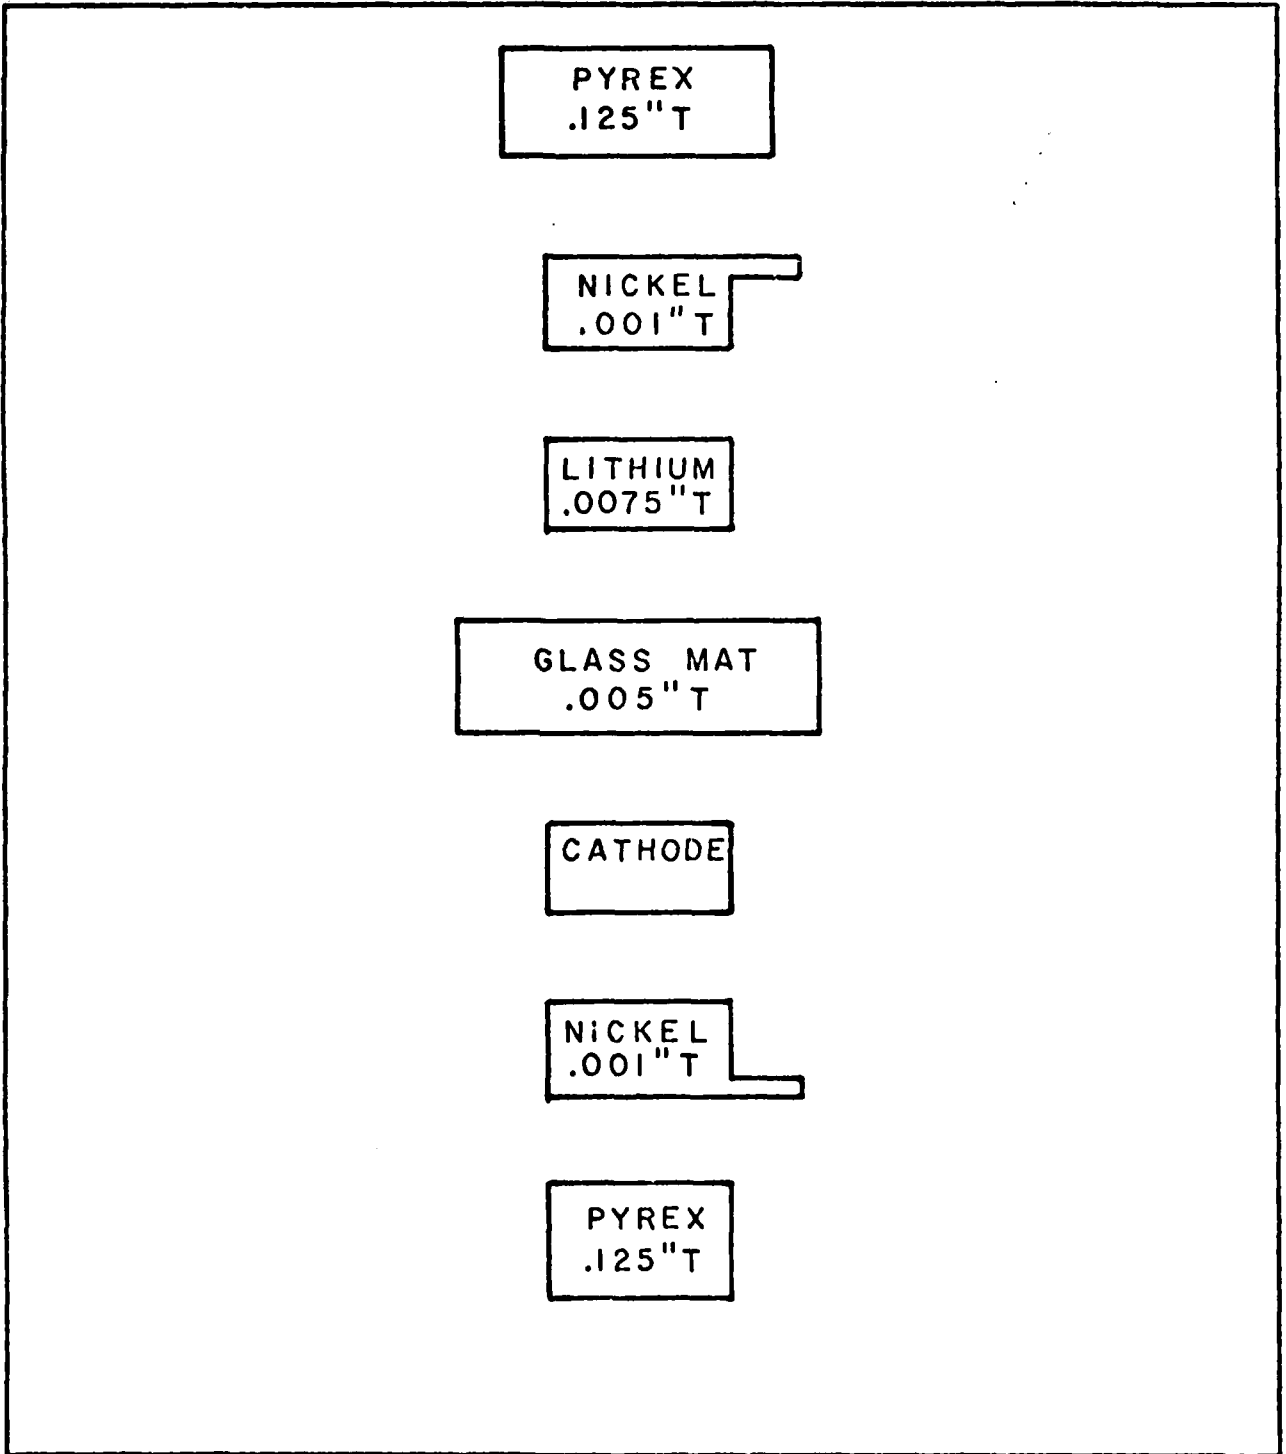 PYREX
.125"T
NICKEL
.001"T
LITHIUM
.0075"T
GLASS MAT
.005"T
CATHODE
NICKEL
.001"T
PYREX
.125"T